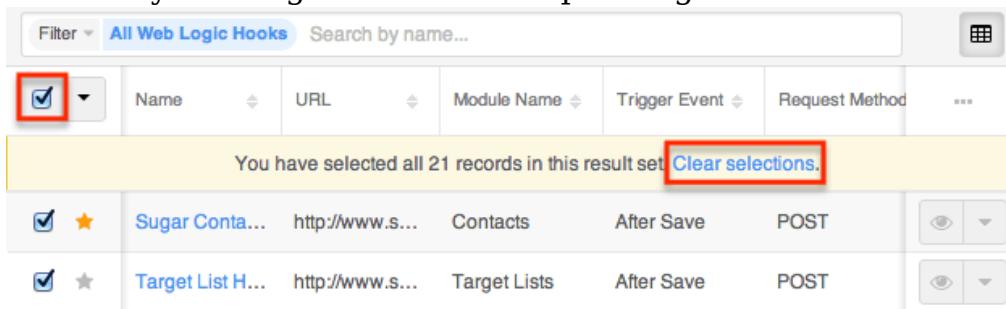 Filter All Web Logic Hooks Search by name...
Name URL Module Name Trigger Event Request Method
You have selected all 21 records in this result set Clear selections.
Sugar Conta... http://www.s... Contacts After Save POST
Target List H... http://www.s... Target Lists After Save POST